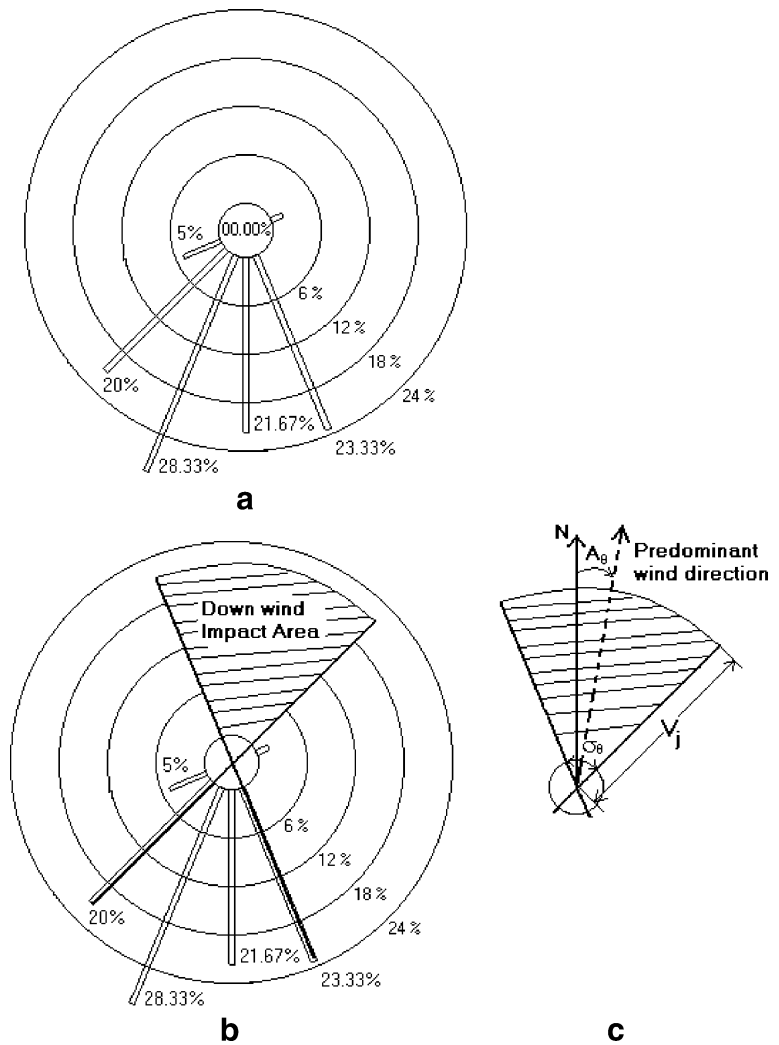 5%
00.00%
6 %
12 %
18 %
20%
24 %
21.67%
23.33%
28.33%
a
N
Aθ
Predominant
wind direction
Down wind
Impact Area
Vj
σθ
5%
6 %
12 %
18 %
20%
24 %
21.67%
23.33%
28.33%
b
c